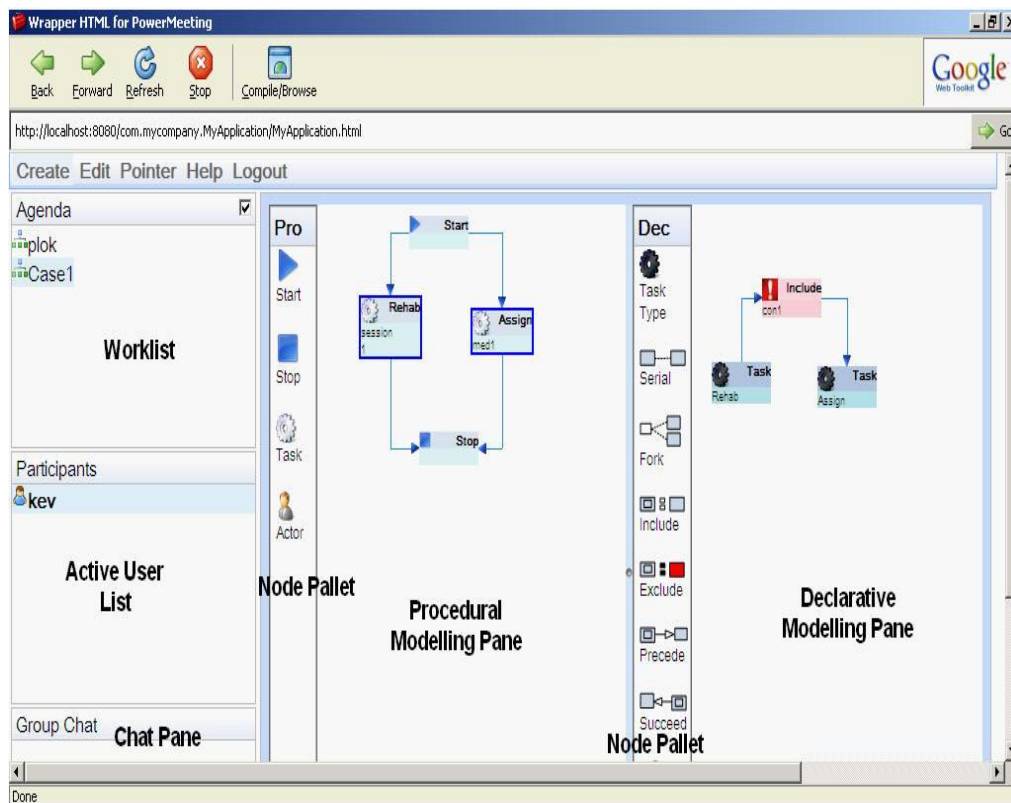 Wrapper HTML for PowerMeeting
Back
Forward
Refresh
Stop
Compile/Browse
Google
Web Toolkit
http://localhost:8080/com.mycompany.MyApplication/MyApplication.html
Go
Create Edit Pointer Help Logout
Agenda
plok
Case1
Worklist
Participants
kev
Active User
List
Group Chat
Chat Pane
Pro
Start
Stop
Task
Actor
Node Pallet
Start
Rehab
session
1
Assign
med1
Stop
Procedural
Modelling Pane
Dec
Task
Type
Serial
Fork
Include
Exclude
Precede
Succeed
Node Pallet
Include
con1
Task
Rehab
Task
Assign
Declarative
Modelling Pane
Done